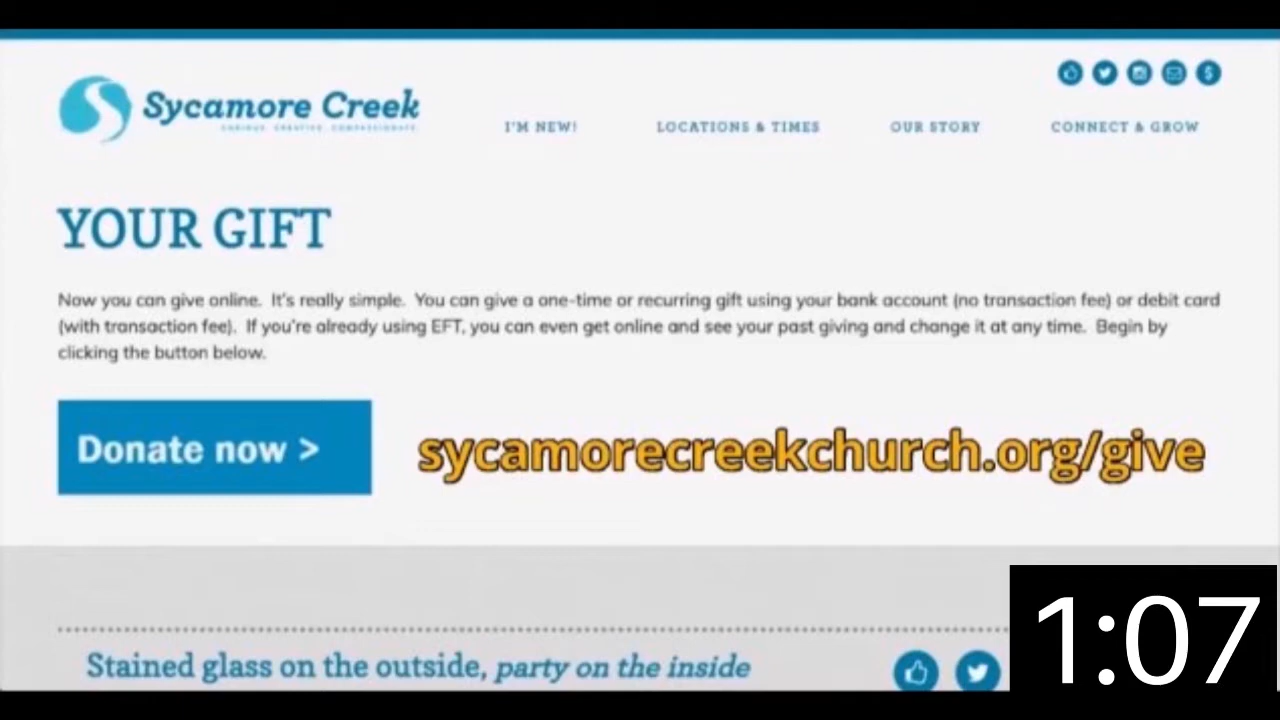 Sycamore Creek
CURIOUS. CREATIVE. COMPASSIONATE.
I'M NEW!
LOCATIONS & TIMES
OUR STORY
CONNECT & GROW
YOUR GIFT
Now you can give online. It's really simple. You can give a one-time or recurring gift using your bank account (no transaction fee) or debit card
(with transaction fee). If you're already using EFT, you can even get online and see your past giving and change it at any time. Begin by
clicking the button below.
Donate now >
sycamorecreekchurch.org/give
Stained glass on the outside, party on the inside
1:07